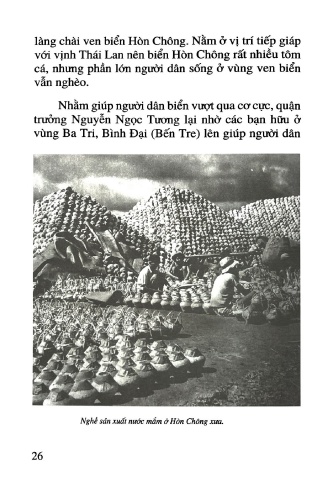 làng chài ven biển Hòn Chông. Nằm ở vị trí tiếp giáp
với vịnh Thái Lan nên biển Hòn Chông rất nhiều tôm
cá, nhưng phần lớn người dân sống ở vùng ven biển
vẫn nghèo.
Nhằm giúp người dân biển vượt qua cơ cực, quận
trưởng Nguyễn Ngọc Tương lại nhờ các bạn hữu ở
vùng Ba Tri, Bình Đại (Bến Tre) lên giúp người dân
Nghề sản xuất nước mắm ở Hòn Chông xưa.
26